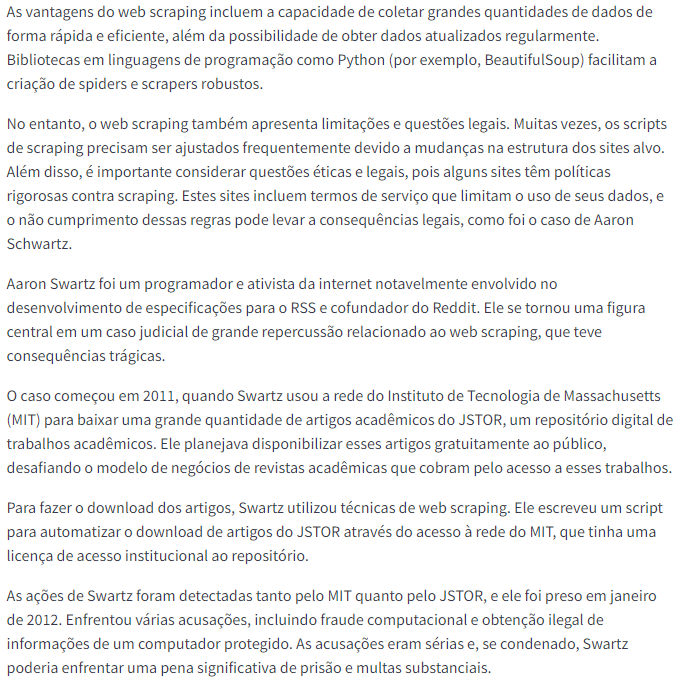 As vantagens do web scraping incluem a capacidade de coletar grandes quantidades de dados de
forma rápida e eficiente, além da possibilidade de obter dados atualizados regularmente.
Bibliotecas em linguagens de programação como Python (por exemplo, BeautifulSoup) facilitam a
criação de spiders e scrapers robustos.
No entanto, o web scraping também apresenta limitações e questões legais. Muitas vezes, os scripts
de scraping precisam ser ajustados frequentemente devido a mudanças na estrutura dos sites alvo.
Além disso, é importante considerar questões éticas e legais, pois alguns sites têm políticas
rigorosas contra scraping. Estes sites incluem termos de serviço que limitam o uso de seus dados, e
o não cumprimento dessas regras pode levar a consequências legais, como foi o caso de Aaron
Schwartz.
Aaron Swartz foi um programador e ativista da internet notavelmente envolvido no
desenvolvimento de especificações para o RSS e cofundador do Reddit. Ele se tornou uma figura
central em um caso judicial de grande repercussão relacionado ao web scraping, que teve
consequências trágicas.
O caso começou em 2011, quando Swartz usou a rede do Instituto de Tecnologia de Massachusetts
(MIT) para baixar uma grande quantidade de artigos acadêmicos do JSTOR, um repositório digital de
trabalhos acadêmicos. Ele planejava disponibilizar esses artigos gratuitamente ao público,
desafiando o modelo de negócios de revistas acadêmicas que cobram pelo acesso a esses trabalhos.
Para fazer o download dos artigos, Swartz utilizou técnicas de web scraping. Ele escreveu um script
para automatizar o download de artigos do JSTOR através do acesso à rede do MIT, que tinha uma
licença de acesso institucional ao repositório.
As ações de Swartz foram detectadas tanto pelo MIT quanto pelo JSTOR, e ele foi preso em janeiro
de 2012. Enfrentou várias acusações, incluindo fraude computacional e obtenção ilegal de
informações de um computador protegido. As acusações eram sérias e, se condenado, Swartz
poderia enfrentar uma pena significativa de prisão e multas substanciais.